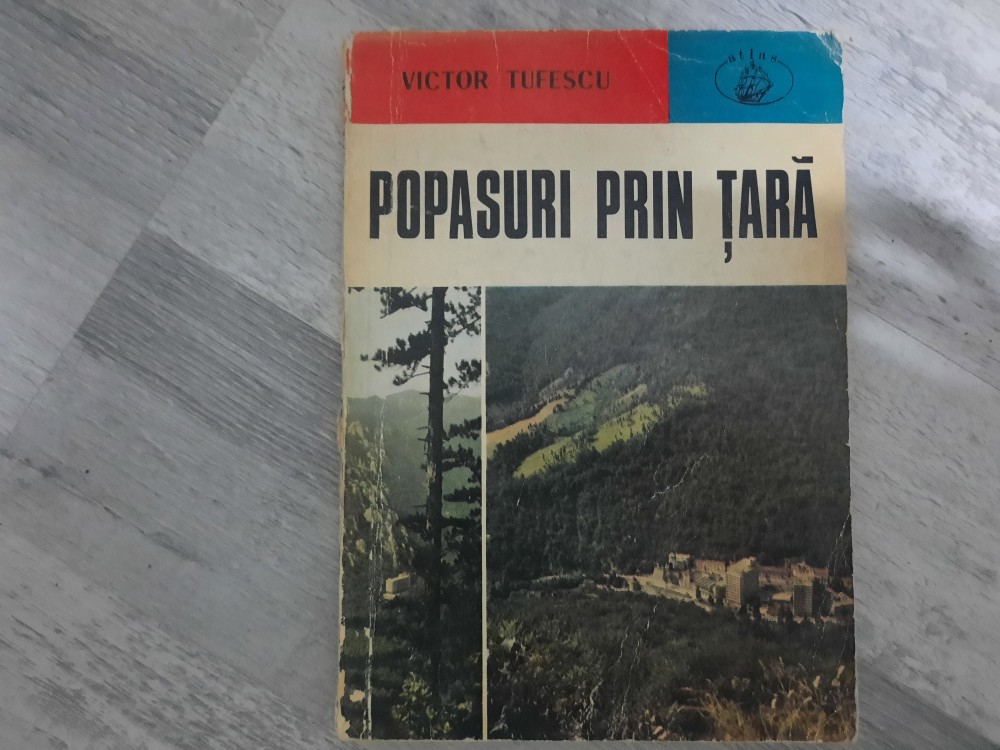 VICTOR TUFESCU
atlas
POPASURI PRIN ȚARĂ